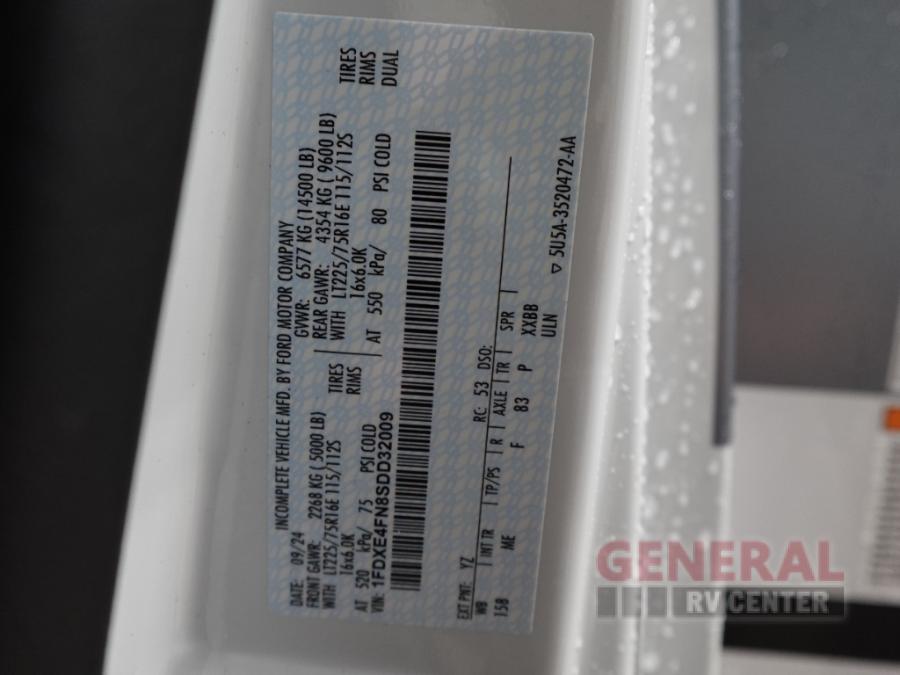 INCOMPLETE VEHICLE MFD. BY FORD MOTOR COMPANY
DATE: 09/24 GVWR: 6577 KG (14500 LB)
FRONT GAWR: 2268 KG ( 5000 LB) REAR GAWR: 4354 KG ( 9600 LB)
WITH LT225/75R16E 115/112S TIRES WITH LT225/75R16E 115/112S TIRES
16x6.0K RIMS 16x6.0K RIMS
AT 520 kPa/ 75 PSI COLD AT 550 kPa/ 80 PSI COLD DUAL
VIN: 1FDXE4FN8SDD32009
EXT PNT: YZ RC: 53 DSO:
WB INT TR TP/PS R AXLE TR SPR
158 ME F 83 P XXBB
ULN
▽ 5U5A-3520472-AA
GENERAL
RV CENTER